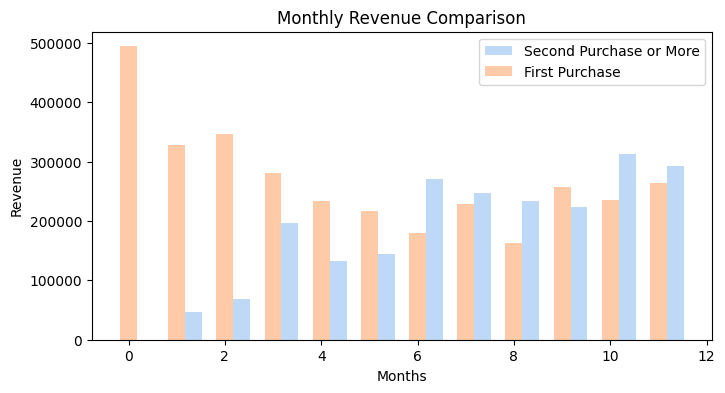 Monthly Revenue Comparison
Second Purchase or More
First Purchase
Revenue
500000
400000
300000
200000
100000
0
0 2 4 6 8 10 12
Months